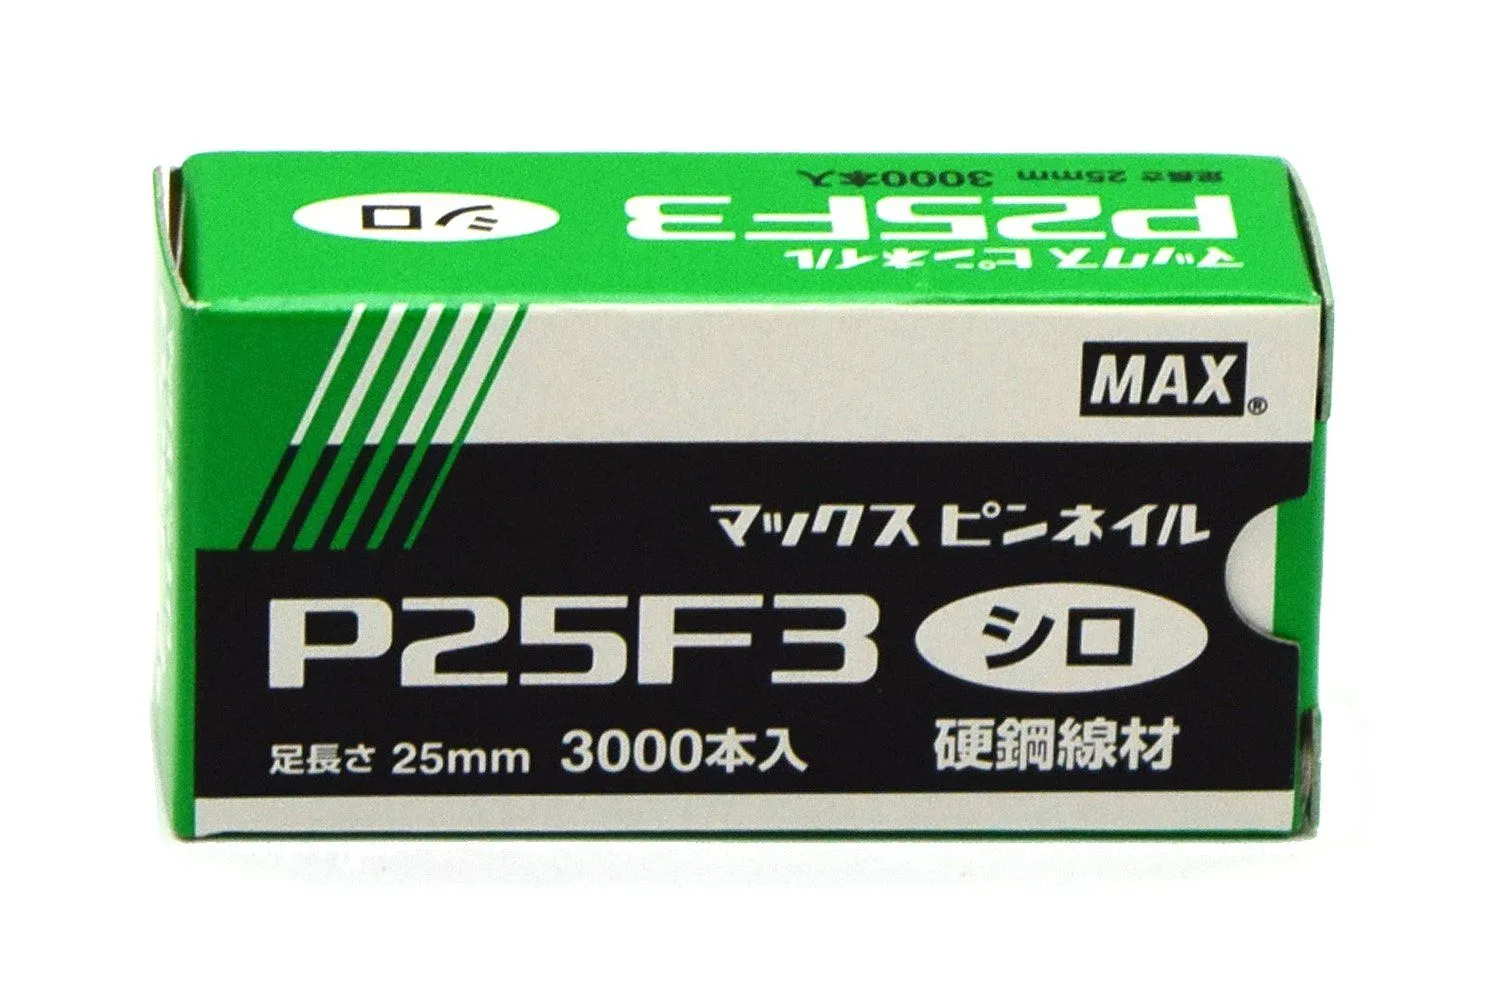 足長さ 25mm 3000本入
P25F3 シロ
マックス ピンネイル
MAX®
マックス ピンネイル
P25F3 シロ
足長さ 25mm 3000本入 硬鋼線材